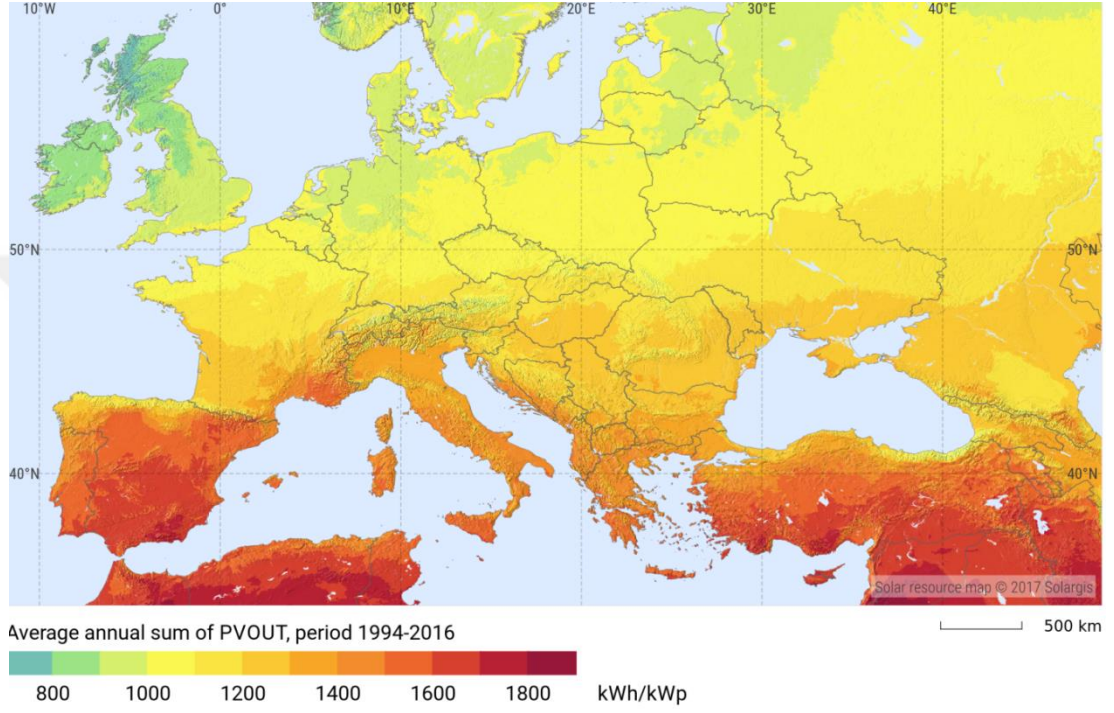 10°W 0° 10°E 20°E 30°E 40°E
50°N 50°N
40°N 40°N
Solar resource map © 2017 Solargis
Average annual sum of PVOUT, period 1994-2016
500 km
800 1000 1200 1400 1600 1800 kWh/kWp